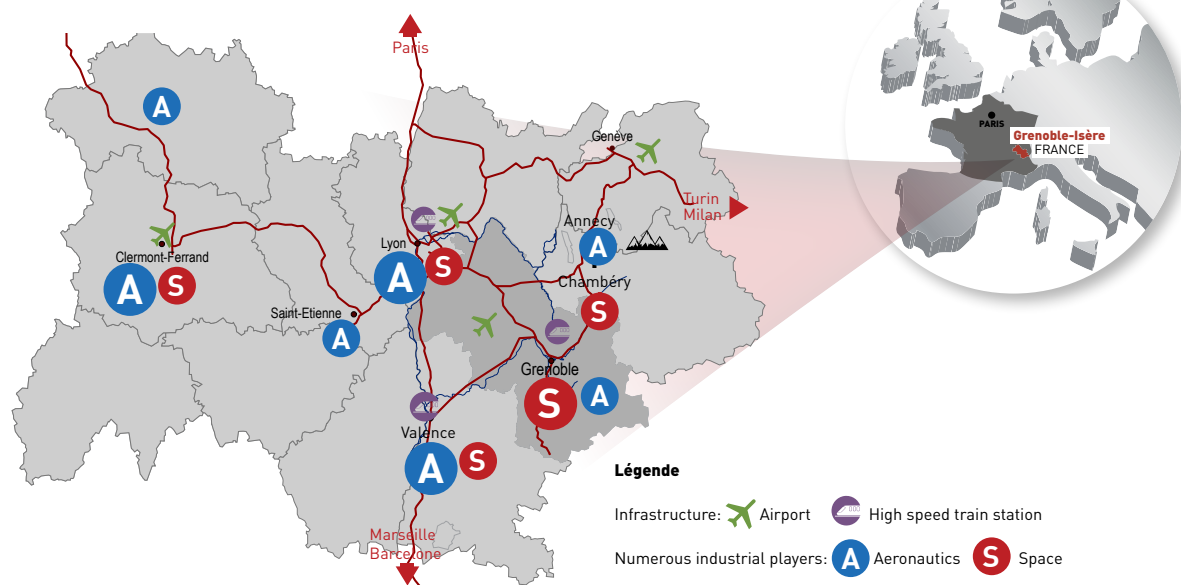 Paris
PARIS
Grenoble-Isère
FRANCE
A
Genève
Turin
Milan
Annecy
A
Lyon
Clermont-Ferrand
A
S
A
S
Chambéry
S
Saint-Etienne
A
Grenoble
S
A
Valence
A
S
Légende
Infrastructure: Airport High speed train station
Marseille
Barcelone
Numerous industrial players: A Aeronautics S Space